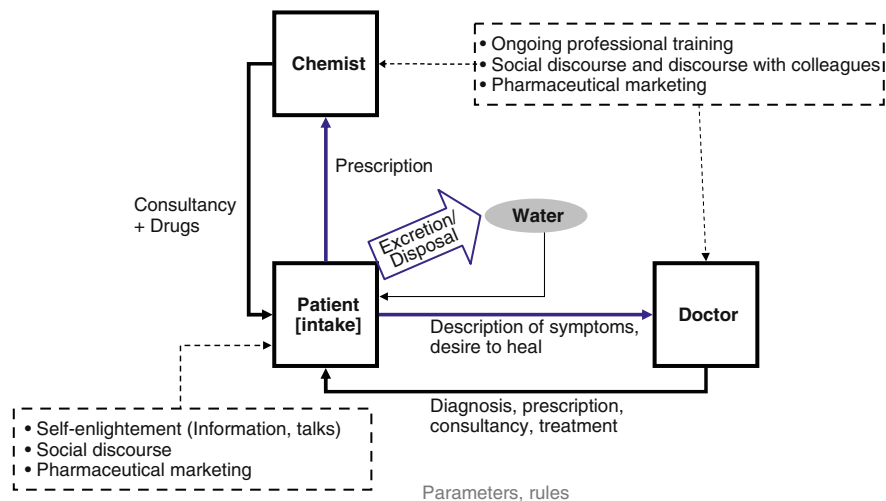 Chemist
• Ongoing professional training
• Social discourse and discourse with colleagues
• Pharmaceutical marketing
Prescription
Consultancy
+ Drugs
Excretion/
Disposal
Water
Patient
[intake]
Description of symptoms,
desire to heal
Doctor
Diagnosis, prescription,
consultancy, treatment
• Self-enlightement (Information, talks)
• Social discourse
• Pharmaceutical marketing
Parameters, rules